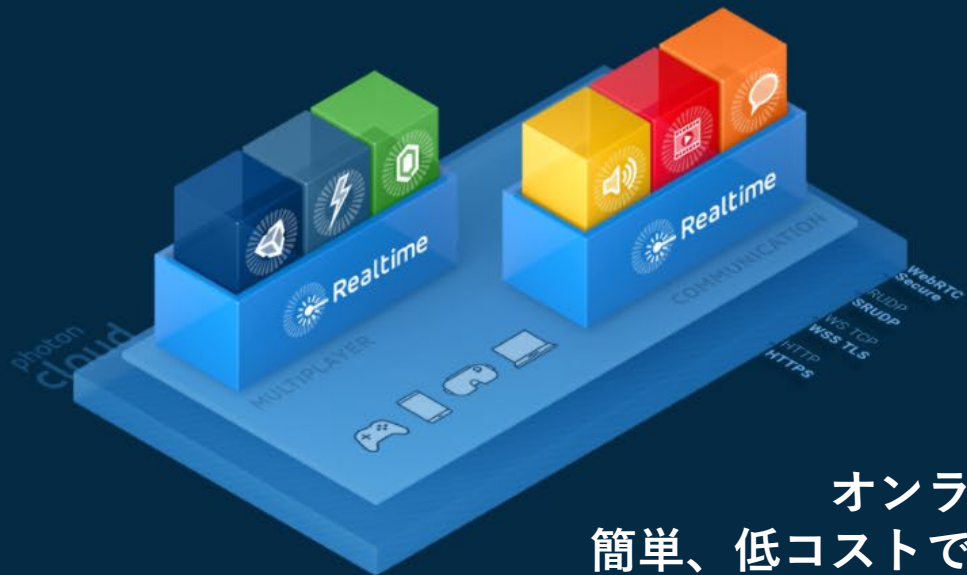 Realtime
Realtime
MULTIPLAYER
COMMUNICATION
photon
cloud
WebRTC
Secure
RUDP
SRUDP
WS TCP
WSS TLS
HTTP
HTTPS
オンラ
簡単、低コストで